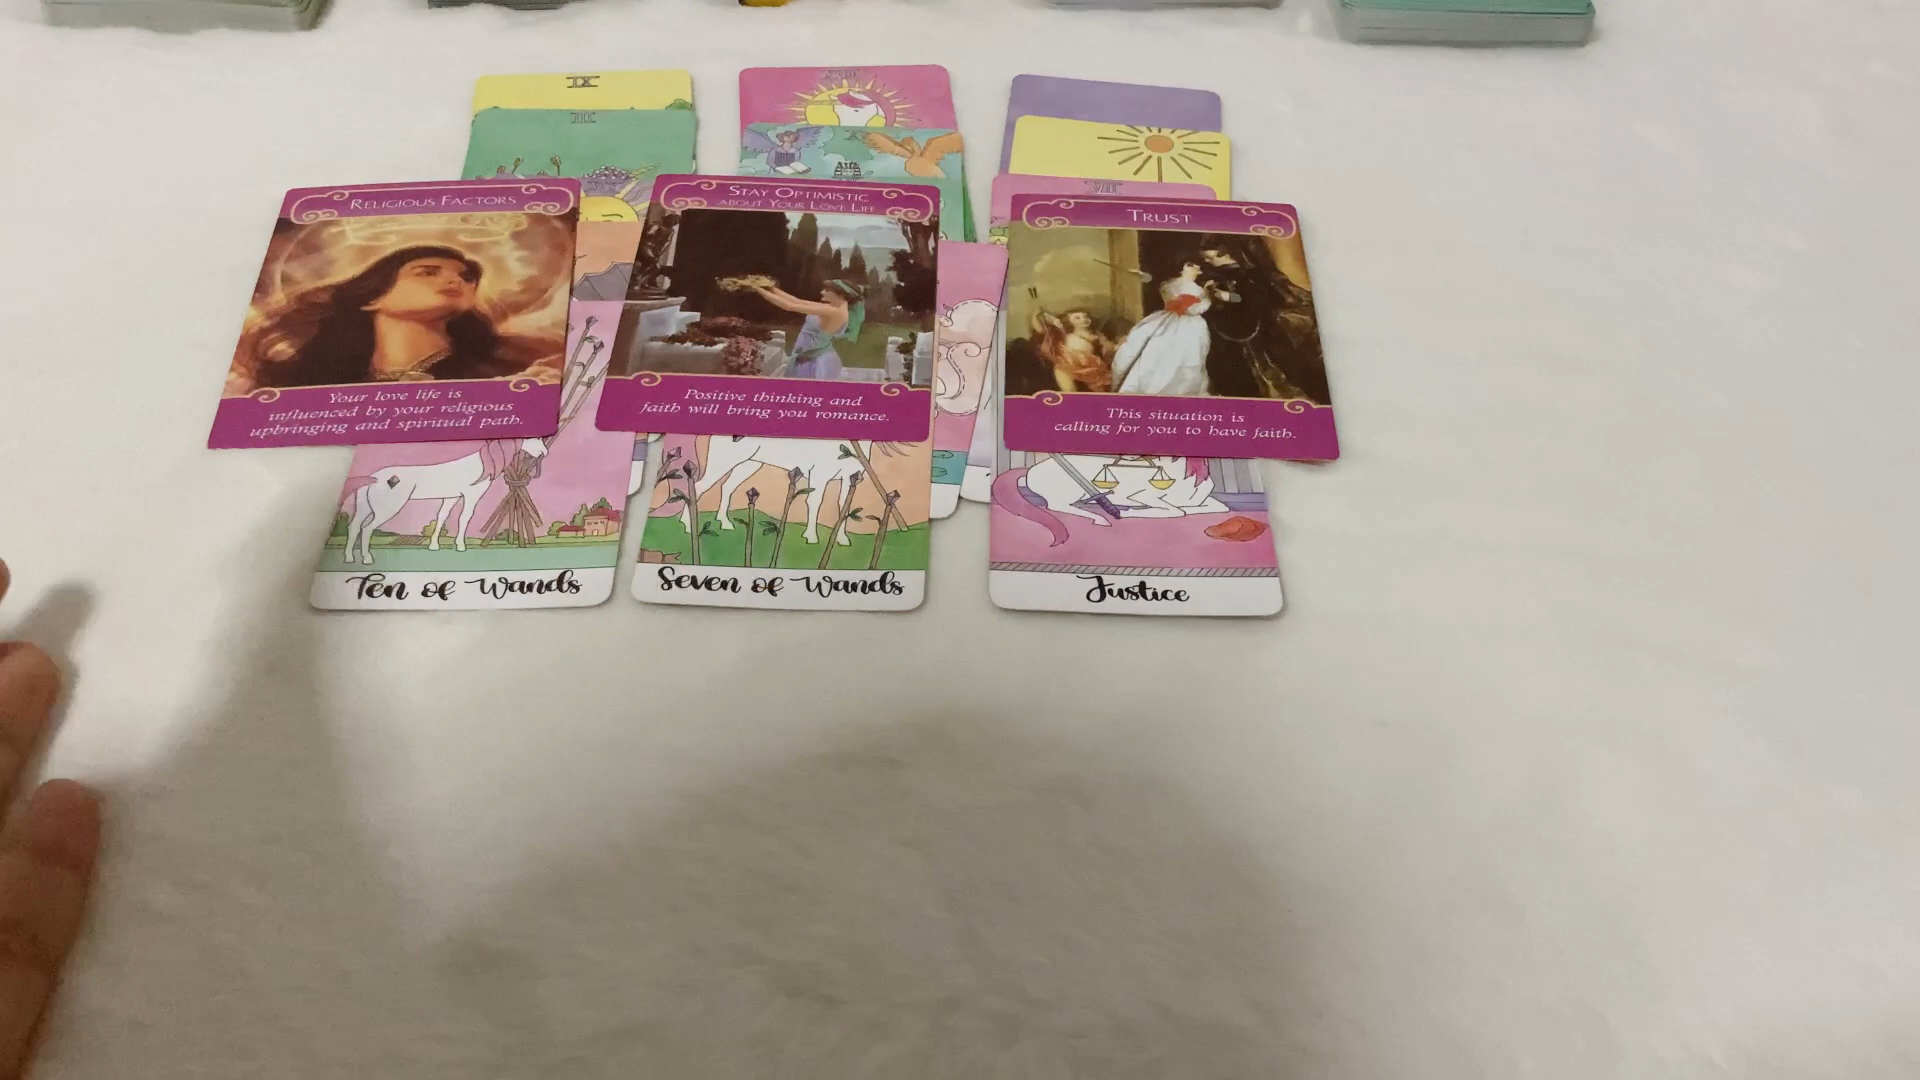 IX
III
RELIGIOUS FACTORS
Your love life is
influenced by your religious
upbringing and spiritual path.
STAY OPTIMISTIC
ABOUT YOUR LOVE LIFE
Positive thinking and
faith will bring you romance.
TRUST
This situation is
calling for you to have faith.
Ten of Wands
Seven of Wands
Justice